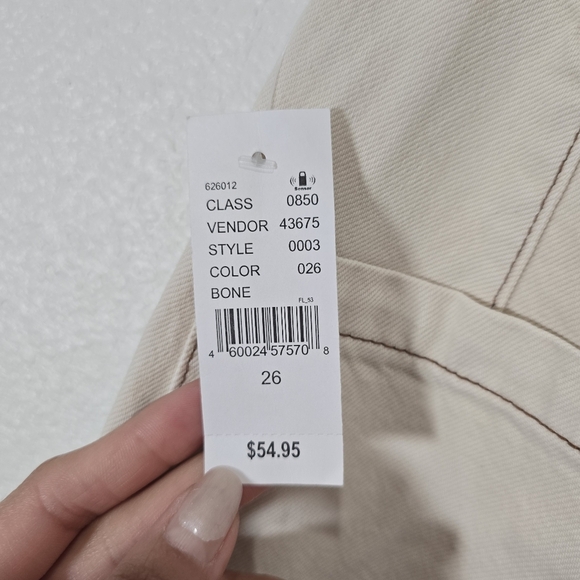 626012
Sensor
CLASS 0850
VENDOR 43675
STYLE 0003
COLOR 026
BONE
FL_53
4 60024 57570 8
26
$54.95